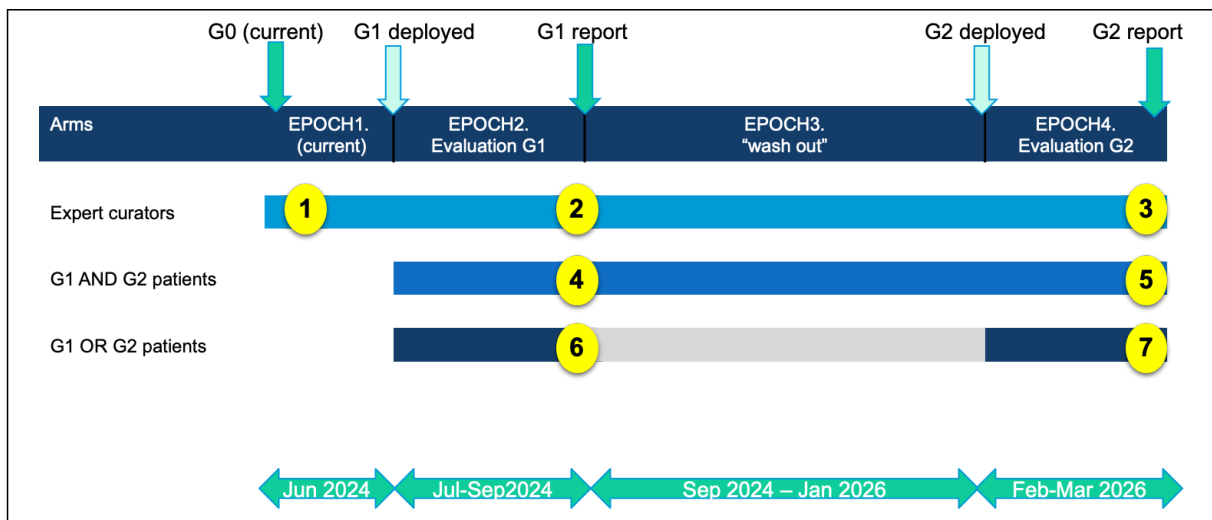 G0 (current) G1 deployed G1 report G2 deployed G2 report
Arms
EPOCH1.
(current)
EPOCH2.
Evaluation G1
EPOCH3.
“wash out”
EPOCH4.
Evaluation G2
Expert curators 1 2 3
G1 AND G2 patients 4 5
G1 OR G2 patients 6 7
Jun 2024 Jul-Sep2024 Sep 2024 – Jan 2026 Feb-Mar 2026